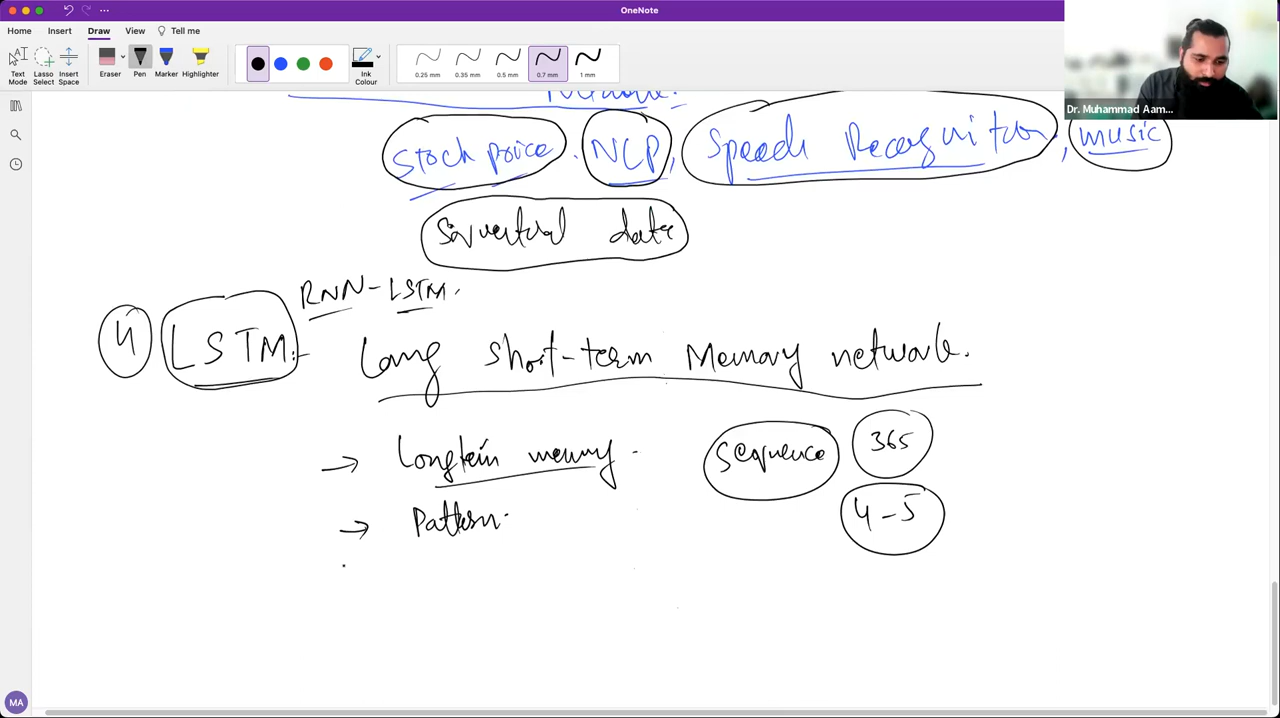 OneNote
Home Insert Draw View Tell me
Text Mode Lasso Select Insert Space Eraser Pen Marker Highlighter Ink Colour 0.25 mm 0.35 mm 0.5 mm 0.7 mm 1 mm
Dr. Muhammad Aam...
Stock price, NLP, Speech Recognition, music
Sequential data
RNN - LSTM.
4 LSTM:- Long Short-term Memory network.
→ Longterm memory. Sequence 365
→ Pattern. 4-5
MA